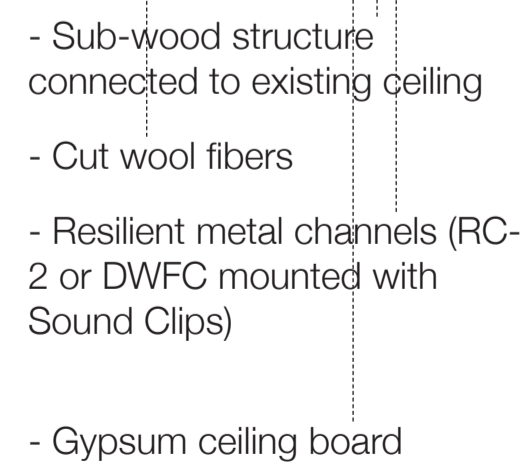 - Sub-wood structure
connected to existing ceiling
- Cut wool fibers
- Resilient metal channels (RC-
2 or DWFC mounted with
Sound Clips)
- Gypsum ceiling board